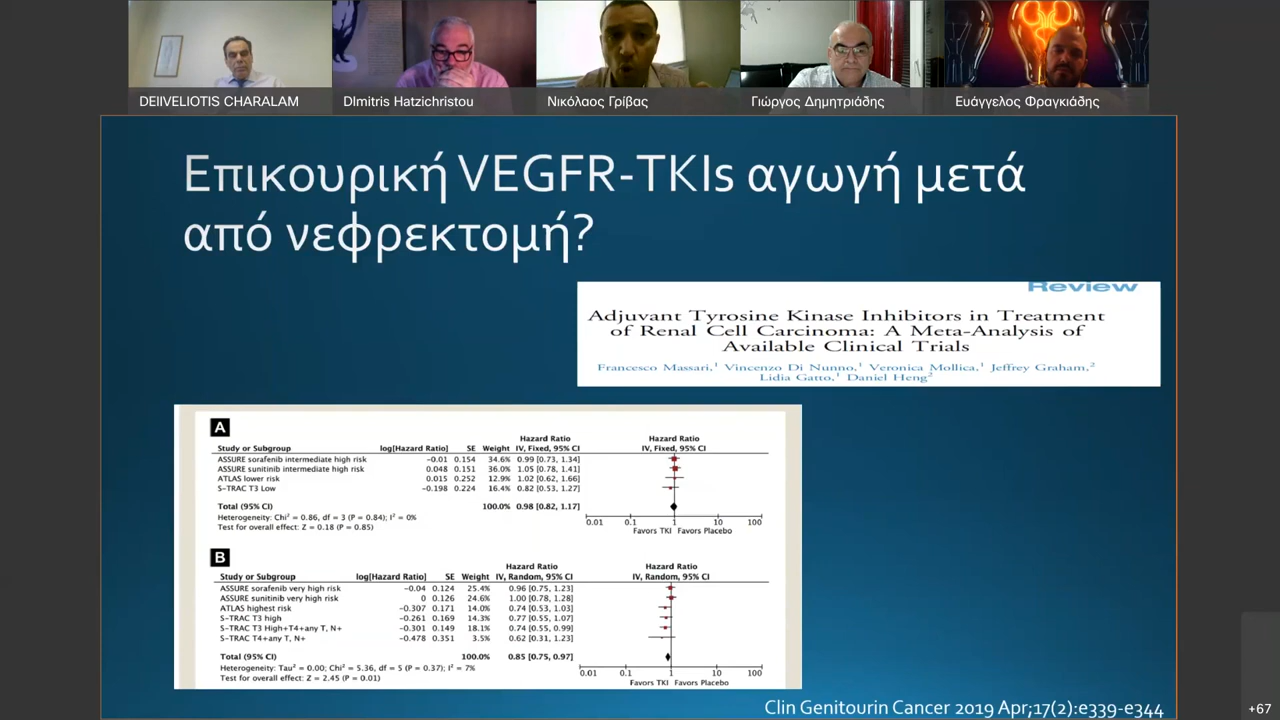 DEIIVELIOTIS CHARALAM
DImitris Hatzichristou
Νικόλαος Γρίβας
Γιώργος Δημητριάδης
Ευάγγελος Φραγκιάδης
Επικουρική VEGFR-TKIs αγωγή μετά
από νεφρεκτομή?
Review
Adjuvant Tyrosine Kinase Inhibitors in Treatment
of Renal Cell Carcinoma: A Meta-Analysis of
Available Clinical Trials
Francesco Massari,1 Vincenzo Di Nunno,1 Veronica Mollica,1 Jeffrey Graham,2
Lidia Gatto,1 Daniel Heng2
A
Hazard Ratio Hazard Ratio
Study or Subgroup log[Hazard Ratio] SE Weight IV, Fixed, 95% CI IV, Fixed, 95% CI
ASSURE sorafenib intermediate high risk −0.01 0.154 34.6% 0.99 [0.73, 1.34]
ASSURE sunitinib intermediate high risk 0.048 0.151 36.0% 1.05 [0.78, 1.41]
ATLAS lower risk 0.015 0.252 12.9% 1.02 [0.62, 1.66]
S-TRAC T3 Low −0.198 0.224 16.4% 0.82 [0.53, 1.27]
Total (95% CI) 100.0% 0.98 [0.82, 1.17]
Heterogeneity: Chi² = 0.86, df = 3 (P = 0.84); I² = 0%
Test for overall effect: Z = 0.18 (P = 0.85)
0.01 0.1 1 10 100
Favors TKI Favors Placebo
B
Hazard Ratio Hazard Ratio
Study or Subgroup log[Hazard Ratio] SE Weight IV, Random, 95% CI IV, Random, 95% CI
ASSURE sorafenib very high risk −0.04 0.124 25.4% 0.96 [0.75, 1.23]
ASSURE sunitinib very high risk 0 0.126 24.6% 1.00 [0.78, 1.28]
ATLAS highest risk −0.307 0.171 14.0% 0.74 [0.53, 1.03]
S-TRAC T3 high −0.261 0.169 14.3% 0.77 [0.55, 1.07]
S-TRAC T3 High+T4+any T, N+ −0.301 0.149 18.1% 0.74 [0.55, 0.99]
S-TRAC T4+any T, N+ −0.478 0.351 3.5% 0.62 [0.31, 1.23]
Total (95% CI) 100.0% 0.85 [0.75, 0.97]
Heterogeneity: Tau² = 0.00; Chi² = 5.36, df = 5 (P = 0.37); I² = 7%
Test for overall effect: Z = 2.45 (P = 0.01)
0.01 0.1 1 10 100
Favors TKI Favors Placebo
Clin Genitourin Cancer 2019 Apr;17(2):e339-e344
+67